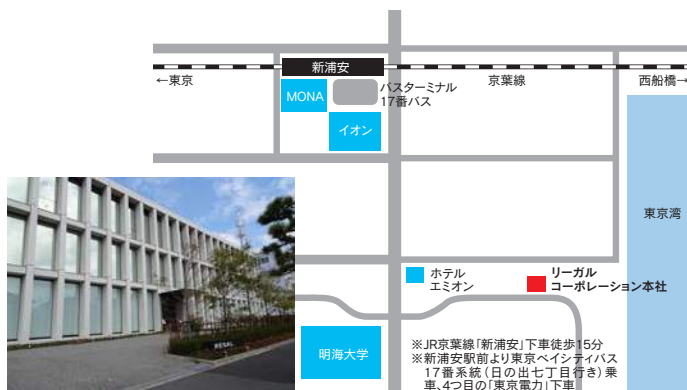 新浦安
←東京
京葉線
西船橋→
MONA
バスターミナル
17番バス
イオン
東京湾
ホテル
エミオン
リーガル
コーポレーション本社
REGAL
明海大学
※JR京葉線「新浦安」下車徒歩15分
※新浦安駅前より東京ベイシティバス
17番系統(日の出七丁目行き)乗
車、4つ目の「東京電力」下車